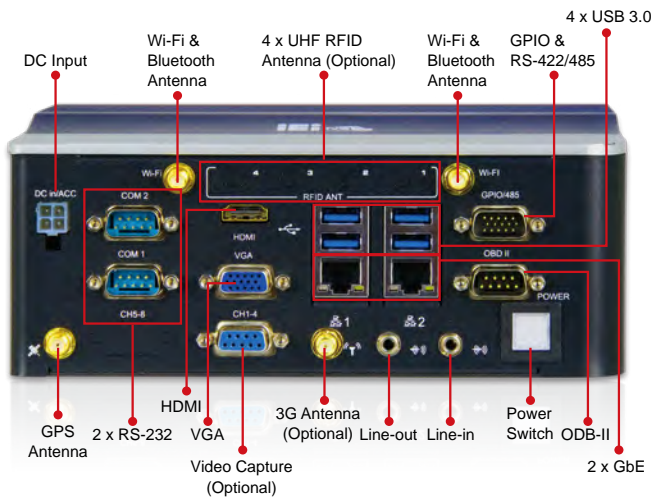 4 x USB 3.0
Wi-Fi &
Bluetooth
Antenna
4 x UHF RFID
Antenna (Optional)
Wi-Fi &
Bluetooth
Antenna
GPIO &
RS-422/485
DC Input
Wi-Fi
4 3 2 1
RFID ANT
Wi-Fi
DC in/ACC
COM 2
GPIO/485
HDMI
COM 1
VGA
OBD II
CH5-8
CH1-4
1
2
POWER
GPS
Antenna
2 x RS-232
HDMI
VGA
Video Capture
(Optional)
3G Antenna
(Optional)
Line-out
Line-in
Power
Switch
ODB-II
2 x GbE